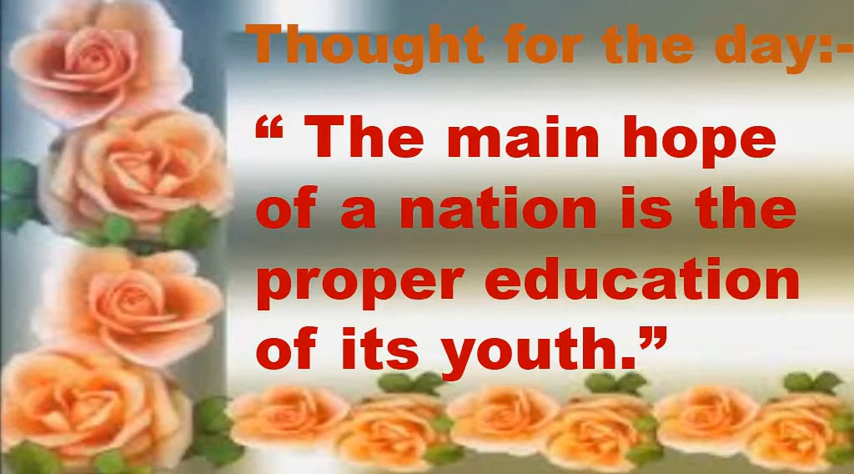 Thought for the day:-
“ The main hope
of a nation is the
proper education
of its youth.”